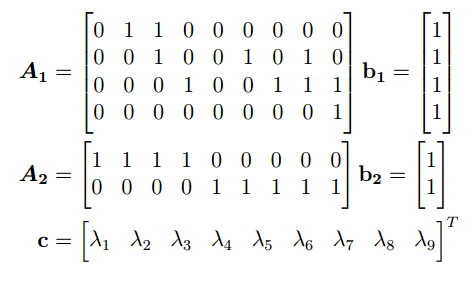 A₁ = [0 1 1 0 0 0 0 0 0 b₁ = [1
0 0 1 0 0 1 0 1 0 1
0 0 0 1 0 0 1 1 1 1
0 0 0 0 0 0 0 0 1] 1]
A₂ = [1 1 1 1 0 0 0 0 0 b₂ = [1
0 0 0 0 1 1 1 1 1] 1]
c = [λ₁ λ₂ λ₃ λ₄ λ₅ λ₆ λ₇ λ₈ λ₉]ᵀ